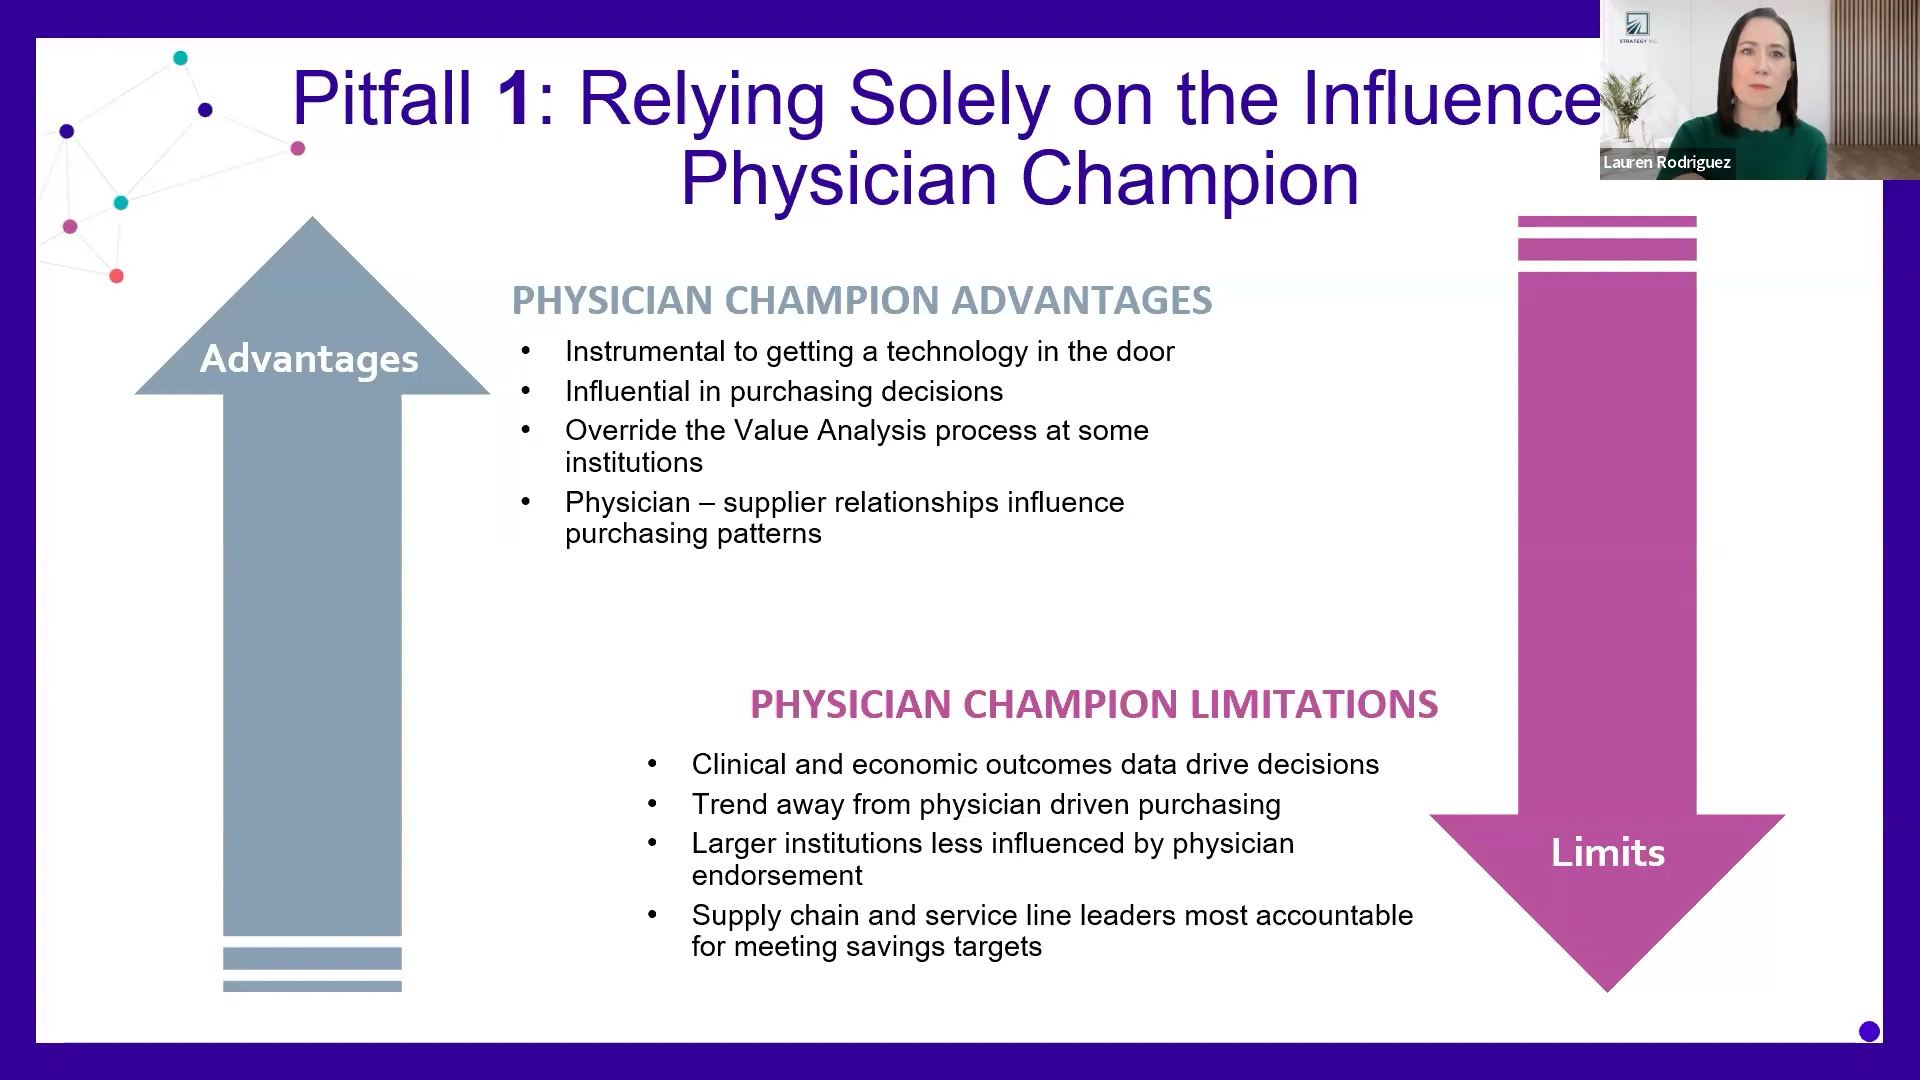 Pitfall 1: Relying Solely on the Influence
Physician Champion
STRATEGY INC
Lauren Rodriguez
Advantages
PHYSICIAN CHAMPION ADVANTAGES
• Instrumental to getting a technology in the door
• Influential in purchasing decisions
• Override the Value Analysis process at some
institutions
• Physician – supplier relationships influence
purchasing patterns
PHYSICIAN CHAMPION LIMITATIONS
• Clinical and economic outcomes data drive decisions
• Trend away from physician driven purchasing
• Larger institutions less influenced by physician
endorsement
• Supply chain and service line leaders most accountable
for meeting savings targets
Limits